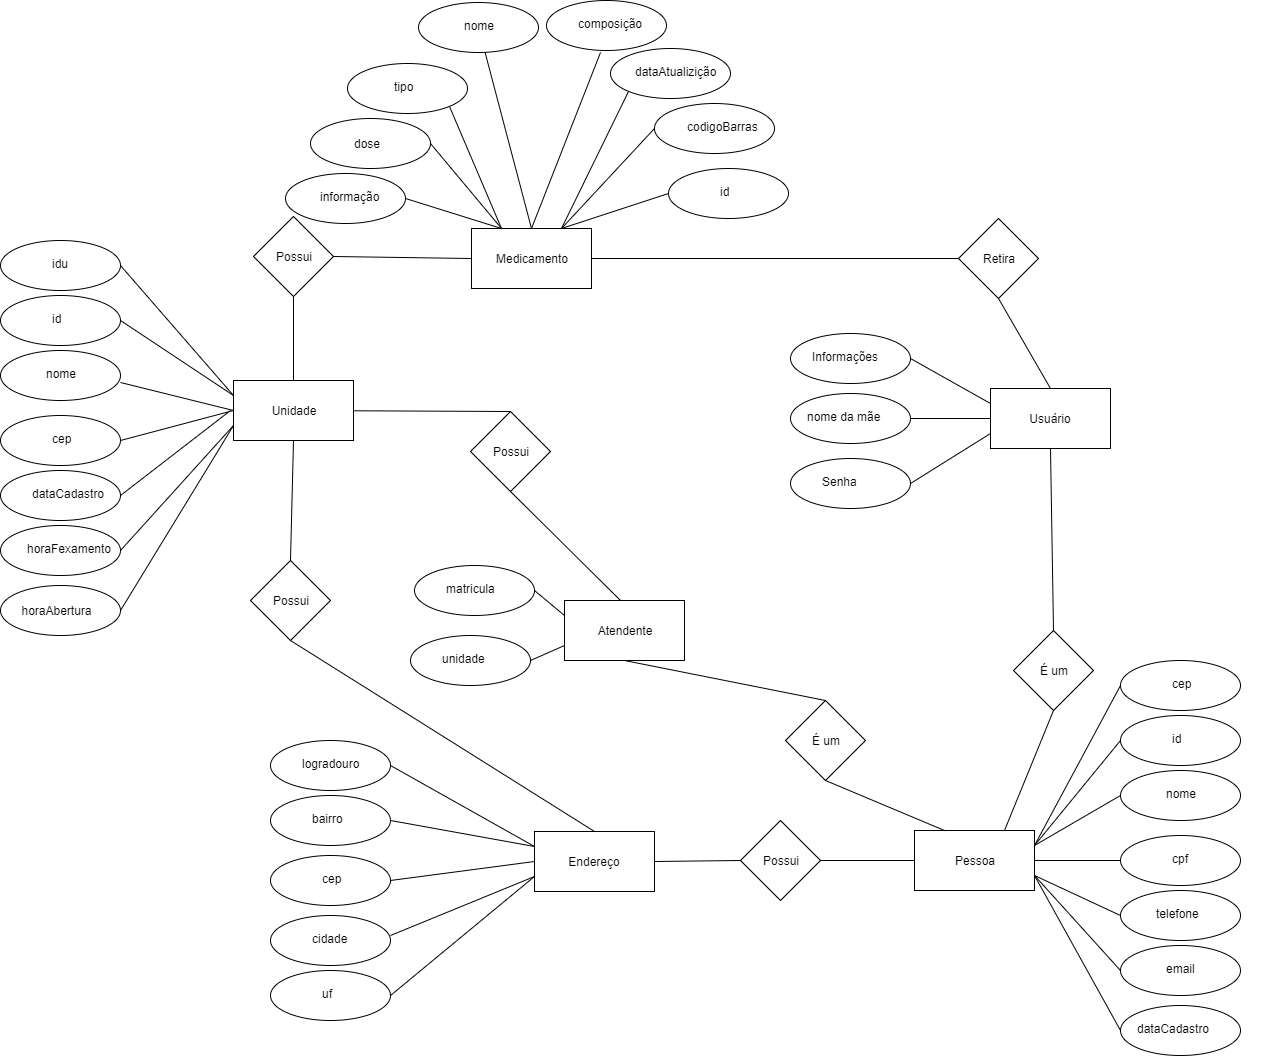 nome
composição
dataAtualizição
tipo
codigoBarras
dose
id
informação
Possui
Medicamento
Retira
idu
id
nome
Unidade
cep
dataCadastro
horaFexamento
horaAbertura
Possui
Informações
nome da mãe
Usuário
Senha
Possui
matricula
unidade
Atendente
É um
É um
cep
id
nome
cpf
telefone
email
dataCadastro
logradouro
bairro
cep
cidade
uf
Endereço
Possui
Pessoa